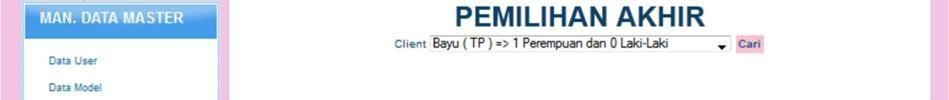 MAN. DATA MASTER
Data User
Data Model
PEMILIHAN AKHIR
Client Bayu ( TP ) => 1 Perempuan dan 0 Laki-Laki Cari